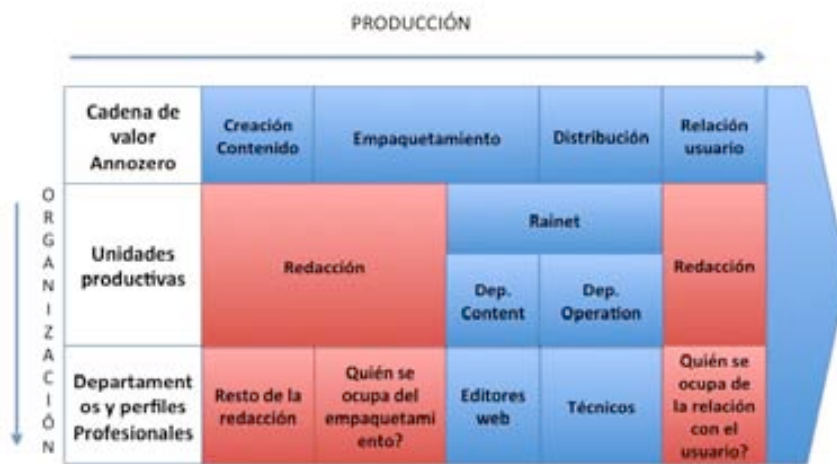 PRODUCCIÓN
Cadena de
valor
Annozero
Creación
Contenido
Empaquetamiento
Distribución
Relación
usuario
ORGANIZACIÓN
Unidades
productivas
Redacción
Rainet
Dep.
Content
Dep.
Operation
Redacción
Departament
os y perfiles
Profesionales
Resto de la
redacción
Quién se
ocupa del
empaquetami
ento?
Editores
web
Técnicos
Quién se
ocupa de
la relación
con el
usuario?